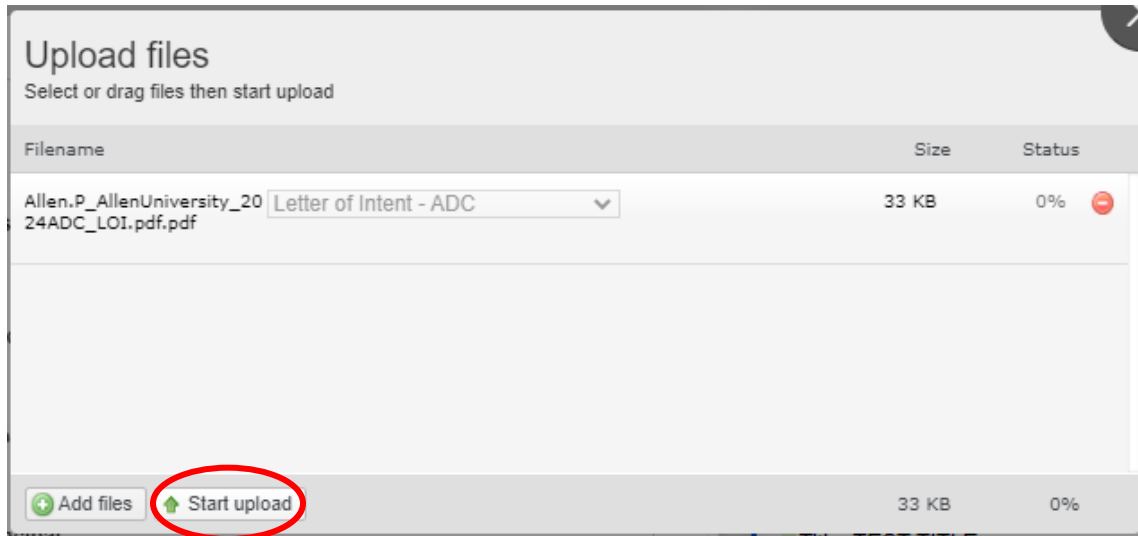 Upload files
Select or drag files then start upload
Filename Size Status
Allen.P_AllenUniversity_20 Letter of Intent - ADC 33 KB 0%
24ADC_LOI.pdf.pdf
Add files Start upload 33 KB 0%